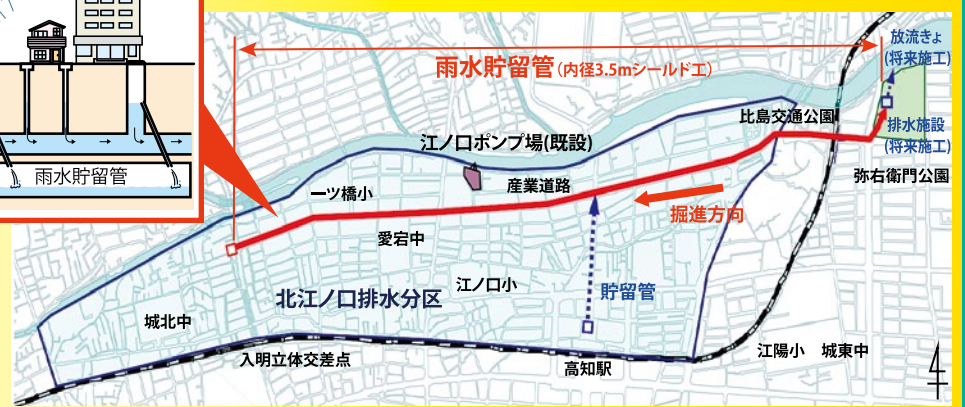 雨水貯留管
雨水貯留管(内径3.5mシールド工)
放流きょ
(将来施工)
比島交通公園
排水施設
(将来施工)
江ノ口ポンプ場(既設)
弥右衛門公園
一ツ橋小
産業道路
掘進方向
愛宕中
江ノ口小
貯留管
北江ノ口排水分区
城北中
入明立体交差点
高知駅
江陽小 城東中